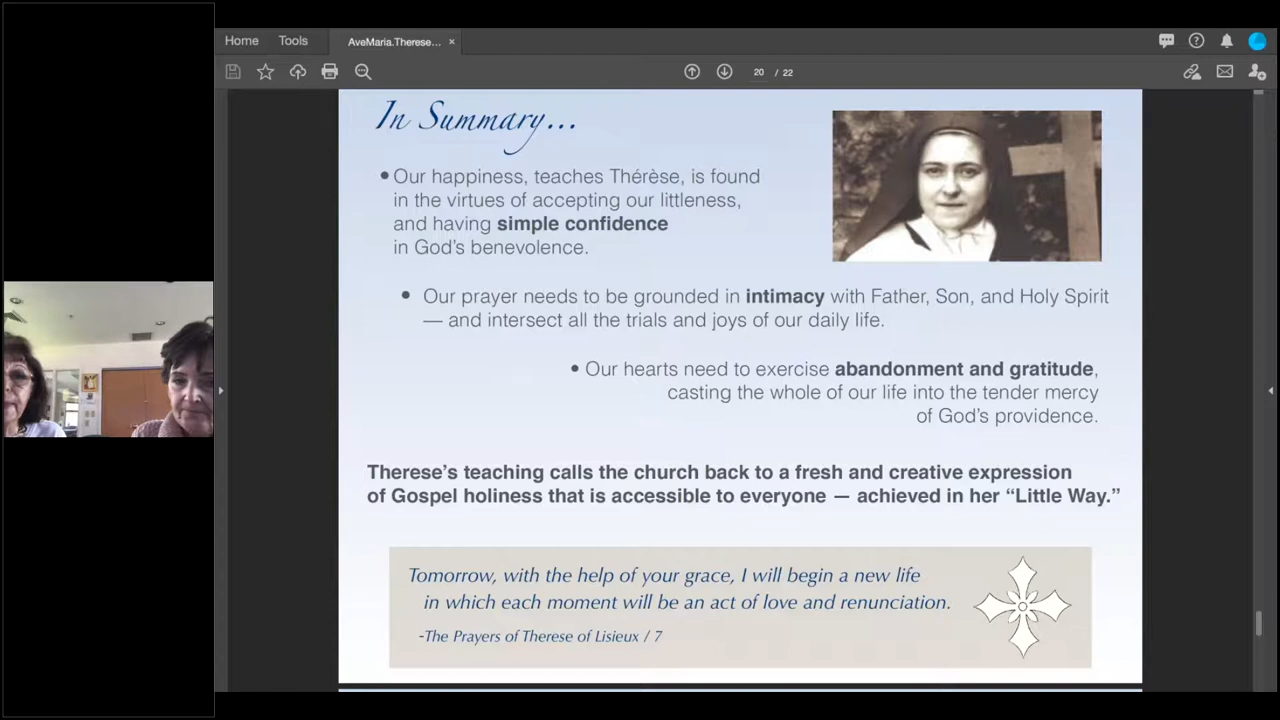 Home
Tools
AveMaria.Therese...
×
20 / 22
In Summary...
• Our happiness, teaches Thérèse, is found
in the virtues of accepting our littleness,
and having simple confidence
in God's benevolence.
• Our prayer needs to be grounded in intimacy with Father, Son, and Holy Spirit
— and intersect all the trials and joys of our daily life.
• Our hearts need to exercise abandonment and gratitude,
casting the whole of our life into the tender mercy
of God's providence.
Therese's teaching calls the church back to a fresh and creative expression
of Gospel holiness that is accessible to everyone — achieved in her “Little Way.”
Tomorrow, with the help of your grace, I will begin a new life
in which each moment will be an act of love and renunciation.
-The Prayers of Therese of Lisieux / 7